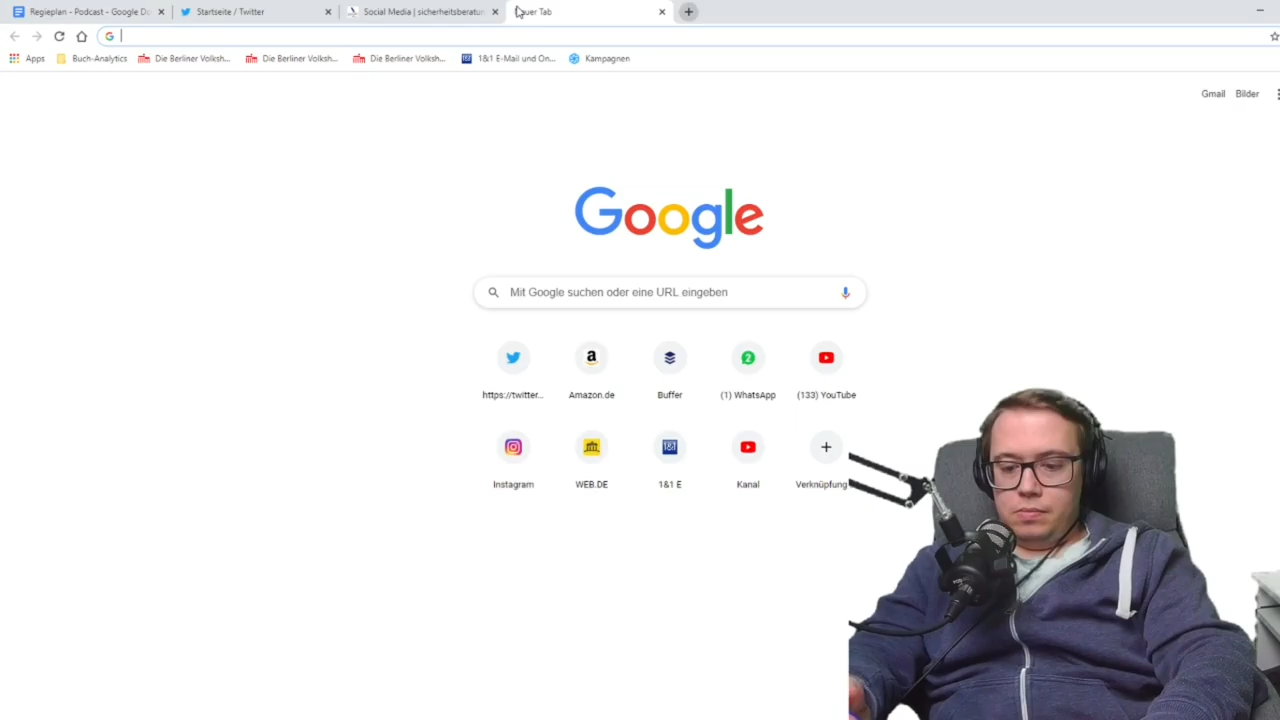 Regieplan - Podcast - Google Do
Startseite / Twitter
Social Media | sicherheitsberatun
uer Tab
G
Apps
Buch-Analytics
Die Berliner Volksh...
Die Berliner Volksh...
Die Berliner Volksh...
1&1 E-Mail und On...
Kampagnen
Gmail Bilder
Google
Mit Google suchen oder eine URL eingeben
https://twitter...
Amazon.de
Buffer
(1) WhatsApp
(133) YouTube
Instagram
WEB.DE
1&1 E
Kanal
Verknüpfung